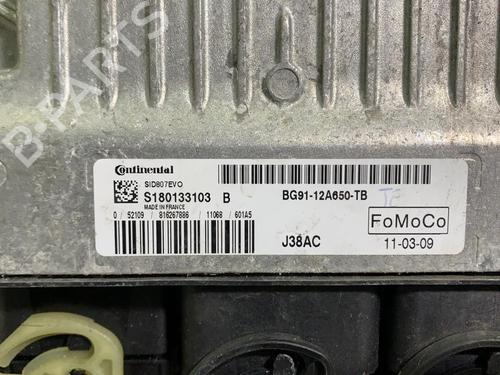 B-PARTS
Continental
SID807EVO
S180133103 B
MADE IN FRANCE
BG91-12A650-TB
0 / 52109 / 816267886 / 11068 / 601A5
J38AC
FoMoCo
11-03-09